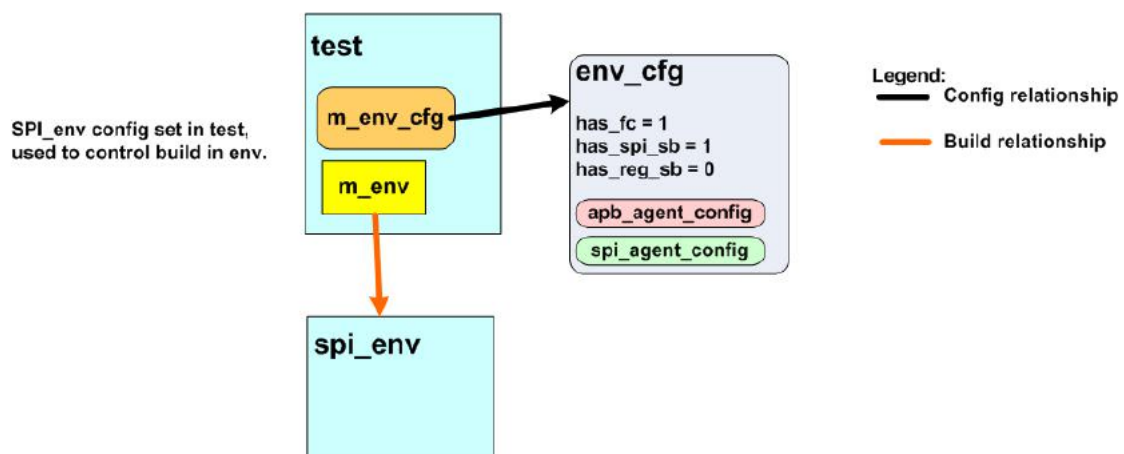 test
m_env_cfg
m_env
SPI_env config set in test,
used to control build in env.
env_cfg
has_fc = 1
has_spi_sb = 1
has_reg_sb = 0
apb_agent_config
spi_agent_config
Legend:
Config relationship
Build relationship
spi_env